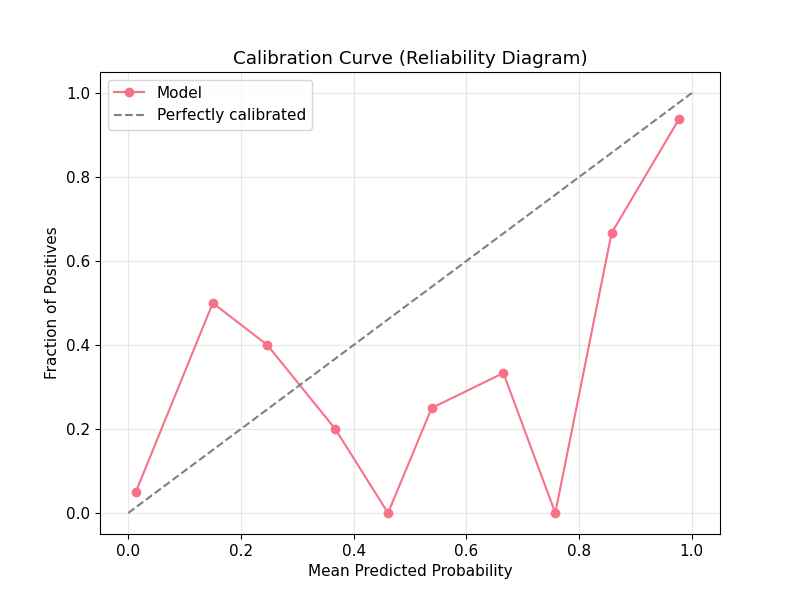 Calibration Curve (Reliability Diagram)
Model
Perfectly calibrated
1.0
0.8
0.6
0.4
0.2
0.0
Fraction of Positives
0.0 0.2 0.4 0.6 0.8 1.0
Mean Predicted Probability